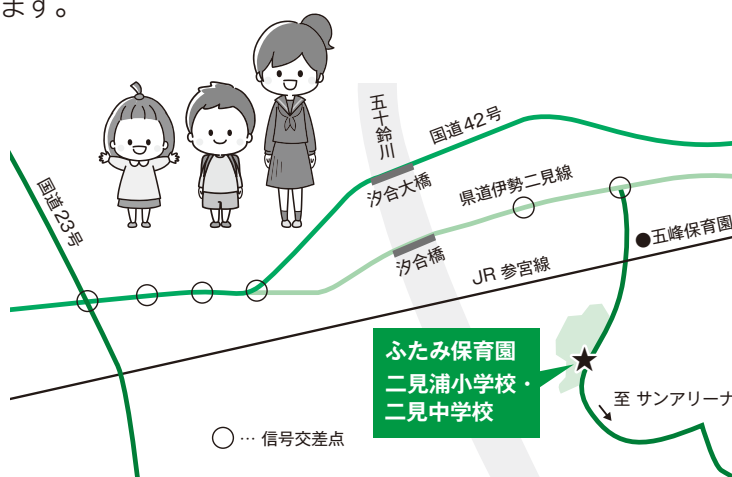 ます。
五十鈴川
国道42号
国道23号
汐合大橋
県道伊勢二見線
汐合橋
五峰保育園
JR 参宮線
ふたみ保育園
二見浦小学校・
二見中学校
至 サンアリーナ
… 信号交差点